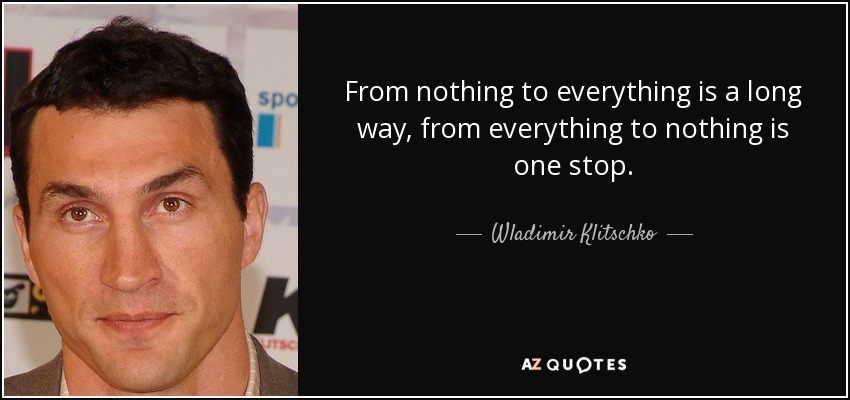 spo
From nothing to everything is a long
way, from everything to nothing is
one stop.
Wladimir Klitschko
K
AZ QUOTES